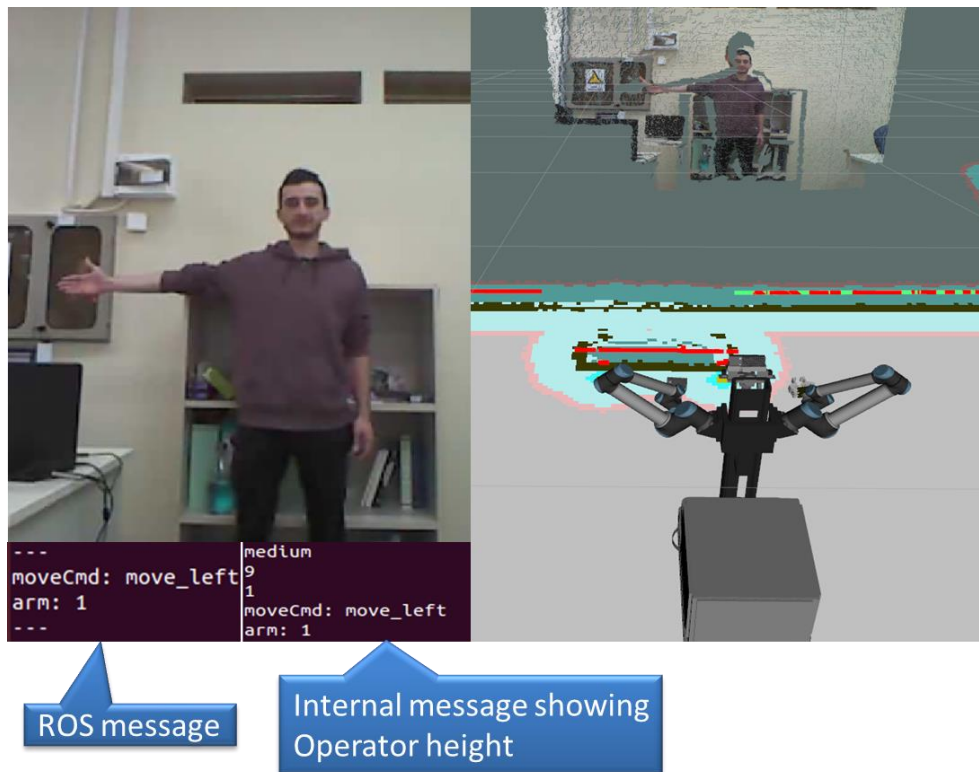 ---
moveCmd: move_left
arm: 1
---
medium
9
1
moveCmd: move_left
arm: 1
ROS message
Internal message showing
Operator height